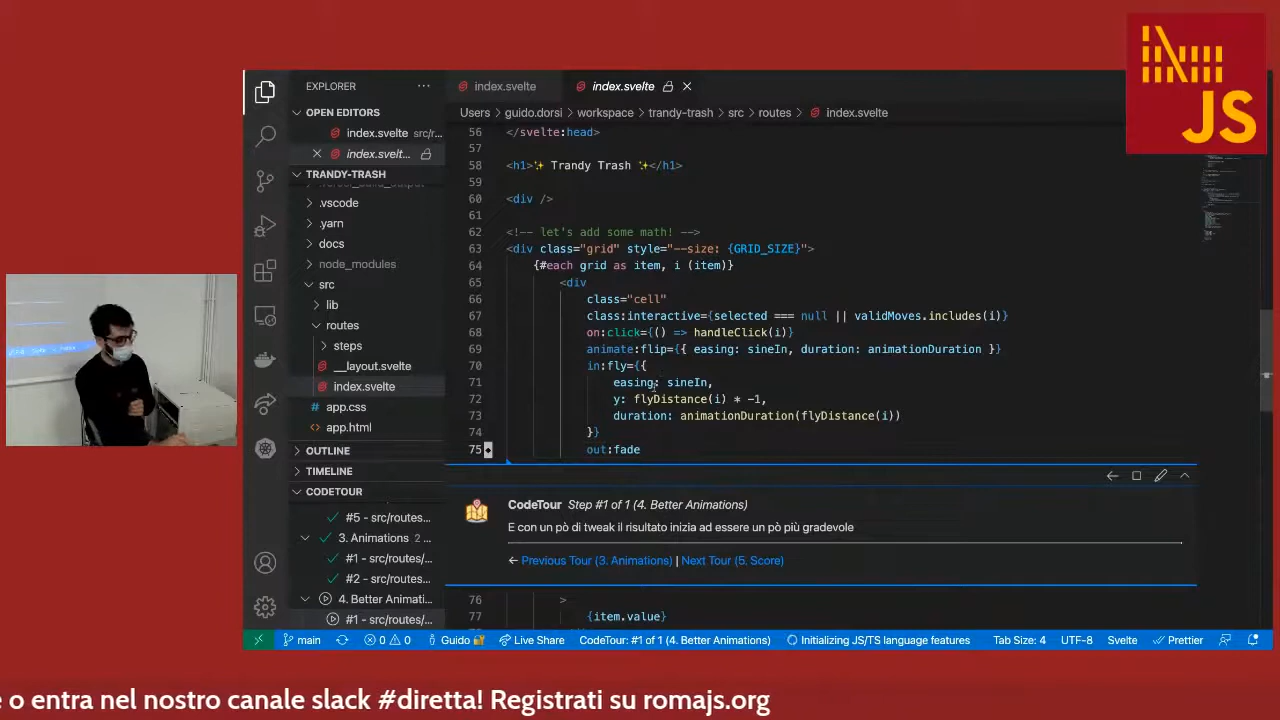 JS
EXPLORER
index.svelte
index.svelte
OPEN EDITORS
Users > guido.dorsi > workspace > trandy-trash > src > routes > index.svelte
index.svelte src/r...
index.svelt...
TRANDY-TRASH
.vscode
.yarn
docs
node_modules
src
lib
routes
steps
__layout.svelte
index.svelte
app.css
app.html
OUTLINE
TIMELINE
CODETOUR
#5 - src/routes...
3. Animations 2 ...
#1 - src/routes/...
#2 - src/routes/...
4. Better Animati...
#1 - src/routes/...
56 </svelte:head>
57
58 <h1>✨ Trandy Trash ✨</h1>
59
60 <div />
61
62 <!-- let's add some math! -->
63 <div class="grid" style="--size: {GRID_SIZE}">
64 {#each grid as item, i (item)}
65 <div
66 class="cell"
67 class:interactive={selected === null || validMoves.includes(i)}
68 on:click={() => handleClick(i)}
69 animate:flip={{ easing: sineIn, duration: animationDuration }}
70 in:fly={{
71 easing: sineIn,
72 y: flyDistance(i) * -1,
73 duration: animationDuration(flyDistance(i))
74 }}
75 out:fade
CodeTour Step #1 of 1 (4. Better Animations)
E con un pò di tweak il risultato inizia ad essere un pò più gradevole
← Previous Tour (3. Animations) | Next Tour (5. Score)
76 >
77 {item.value}
main 0 0 Guido Live Share CodeTour: #1 of 1 (4. Better Animations) Initializing JS/TS language features Tab Size: 4 UTF-8 Svelte Prettier
e o entra nel nostro canale slack #diretta! Registrati su romajs.org